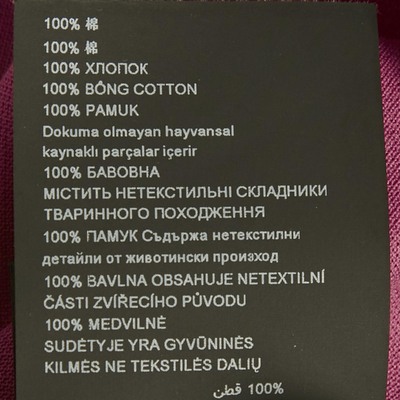 100% 棉
100% 棉
100% ХЛОПОК
100% BÔNG COTTON
100% PAMUK
Dokuma olmayan hayvansal
kaynaklı parçalar içerir
100% БАВОВНА
МІСТИТЬ НЕТЕКСТИЛЬНІ СКЛАДНИКИ
ТВАРИННОГО ПОХОДЖЕННЯ
100% ПАМУК Съдържа нетекстилни
детайли от животински произход
100% BAVLNA OBSAHUJE NETEXTILNÍ
ČÁSTI ZVÍŘECÍHO PŮVODU
100% MEDVILNĖ
SUDĖTYJE YRA GYVŪNINĖS
KILMĖS NE TEKSTILĖS DALIŲ
100% قطن